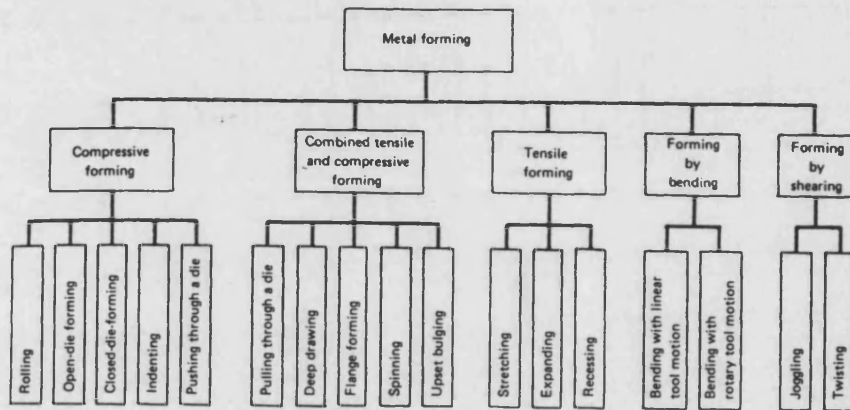 Metal forming
Compressive
forming
Combined tensile
and compressive
forming
Tensile
forming
Forming
by
bending
Forming
by
shearing
Rolling
Open-die forming
Closed-die-forming
Indenting
Pushing through a die
Pulling through a die
Deep drawing
Flange forming
Spinning
Upset bulging
Stretching
Expanding
Recessing
Bending with linear
tool motion
Bending with
rotary tool motion
Joggling
Twisting